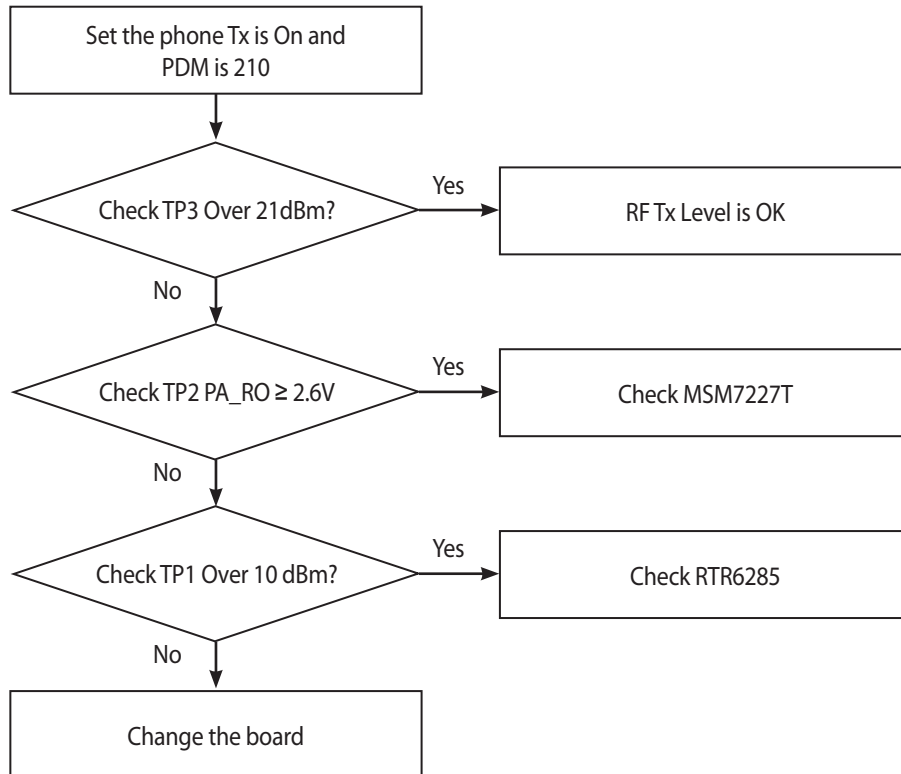 Set the phone Tx is On and
PDM is 210
Check TP3 Over 21dBm?
Yes
RF Tx Level is OK
No
Check TP2 PA_RO ≥ 2.6V
Yes
Check MSM7227T
No
Check TP1 Over 10 dBm?
Yes
Check RTR6285
No
Change the board